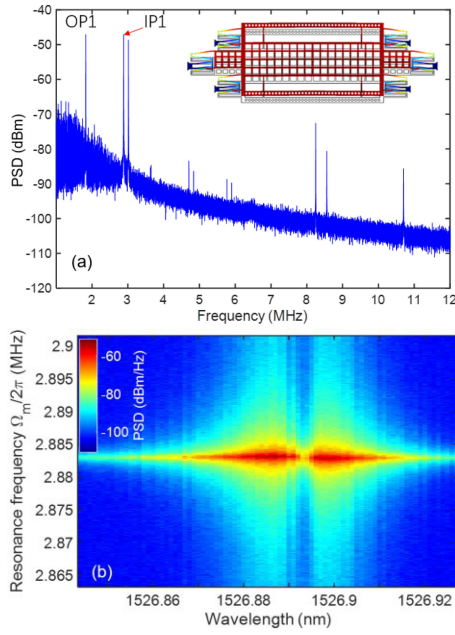 OP1 IP1
-40
-50
-60
-70
-80
-90
-100
-110
-120
PSD (dBm)
(a)
2 3 4 5 6 7 8 9 10 11 12
Frequency (MHz)
2.9
2.895
2.89
2.885
2.88
2.875
2.87
2.865
Resonance frequency Ωm/2π (MHz)
-60
-80
-100
PSD (dBm/Hz)
(b)
1526.86 1526.88 1526.9 1526.92
Wavelength (nm)